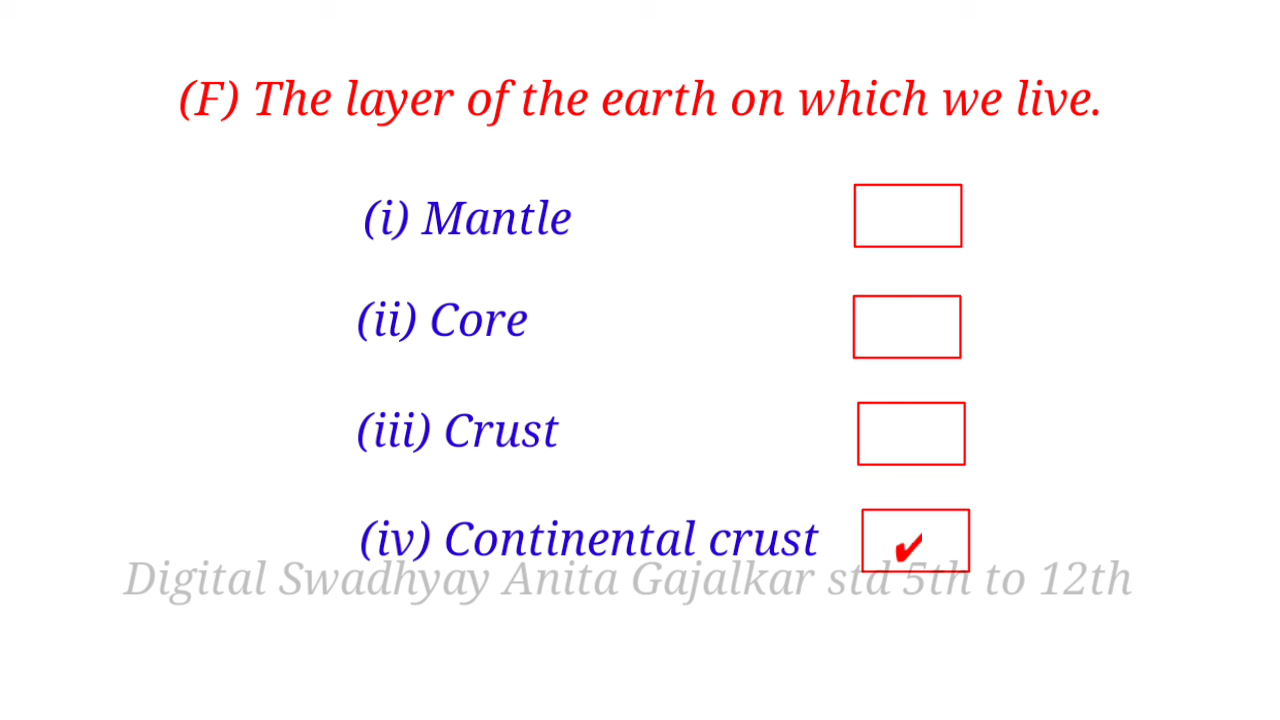 (F) The layer of the earth on which we live.
(i) Mantle
(ii) Core
(iii) Crust
(iv) Continental crust ✔
Digital Swadhyay Anita Gajalkar std 5th to 12th